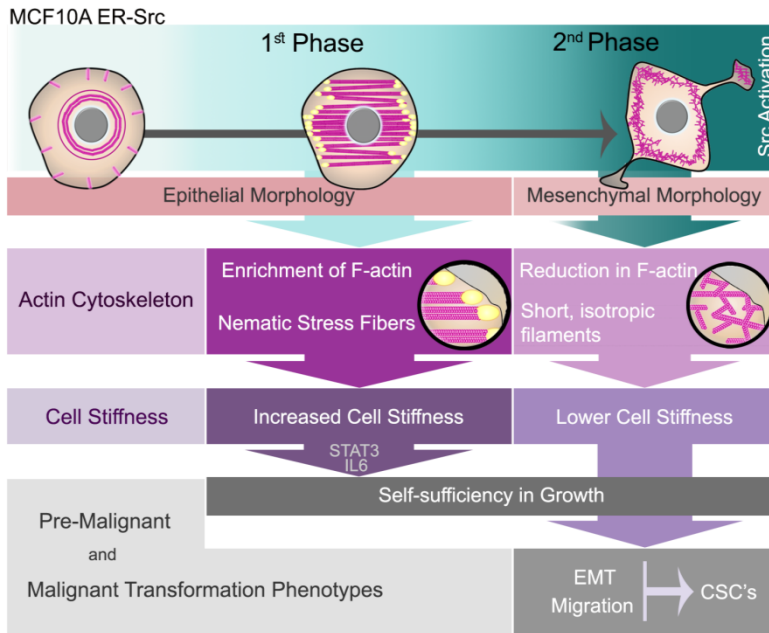 MCF10A ER-Src
1st Phase
2nd Phase
Src Activation
Epithelial Morphology
Mesenchymal Morphology
Actin Cytoskeleton
Enrichment of F-actin
Nematic Stress Fibers
Reduction in F-actin
Short, isotropic
filaments
Cell Stiffness
Increased Cell Stiffness
Lower Cell Stiffness
STAT3
IL6
Self-sufficiency in Growth
Pre-Malignant
and
Malignant Transformation Phenotypes
EMT
Migration
CSC's